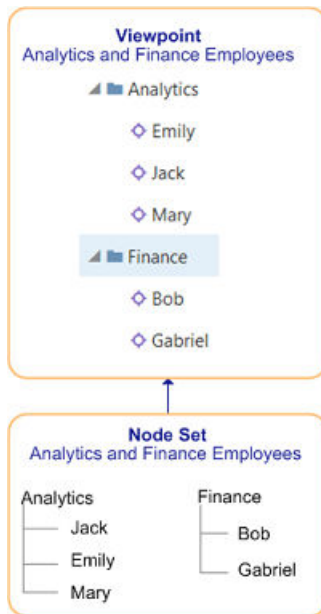 Viewpoint
Analytics and Finance Employees
Analytics
Emily
Jack
Mary
Finance
Bob
Gabriel
Node Set
Analytics and Finance Employees
Analytics
Jack
Emily
Mary
Finance
Bob
Gabriel